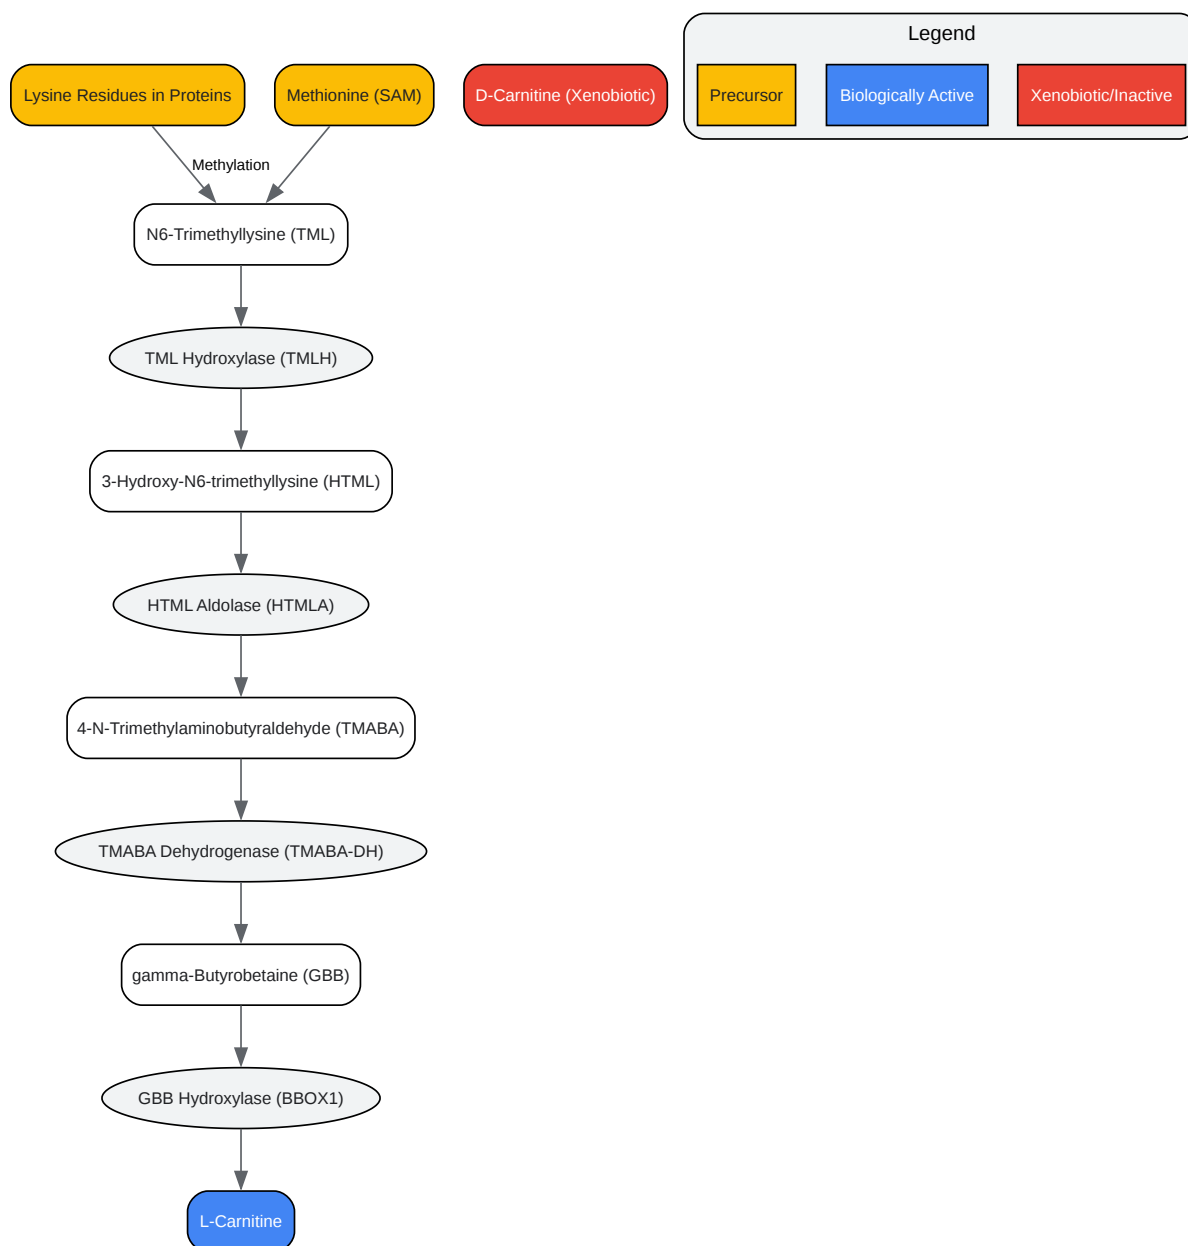 Legend
Lysine Residues in Proteins
Methionine (SAM)
D-Carnitine (Xenobiotic)
Precursor
Biologically Active
Xenobiotic/Inactive
Methylation
N6-Trimethyllysine (TML)
TML Hydroxylase (TMLH)
3-Hydroxy-N6-trimethyllysine (HTML)
HTML Aldolase (HTMLA)
4-N-Trimethylaminobutyraldehyde (TMABA)
TMABA Dehydrogenase (TMABA-DH)
gamma-Butyrobetaine (GBB)
GBB Hydroxylase (BBOX1)
L-Carnitine